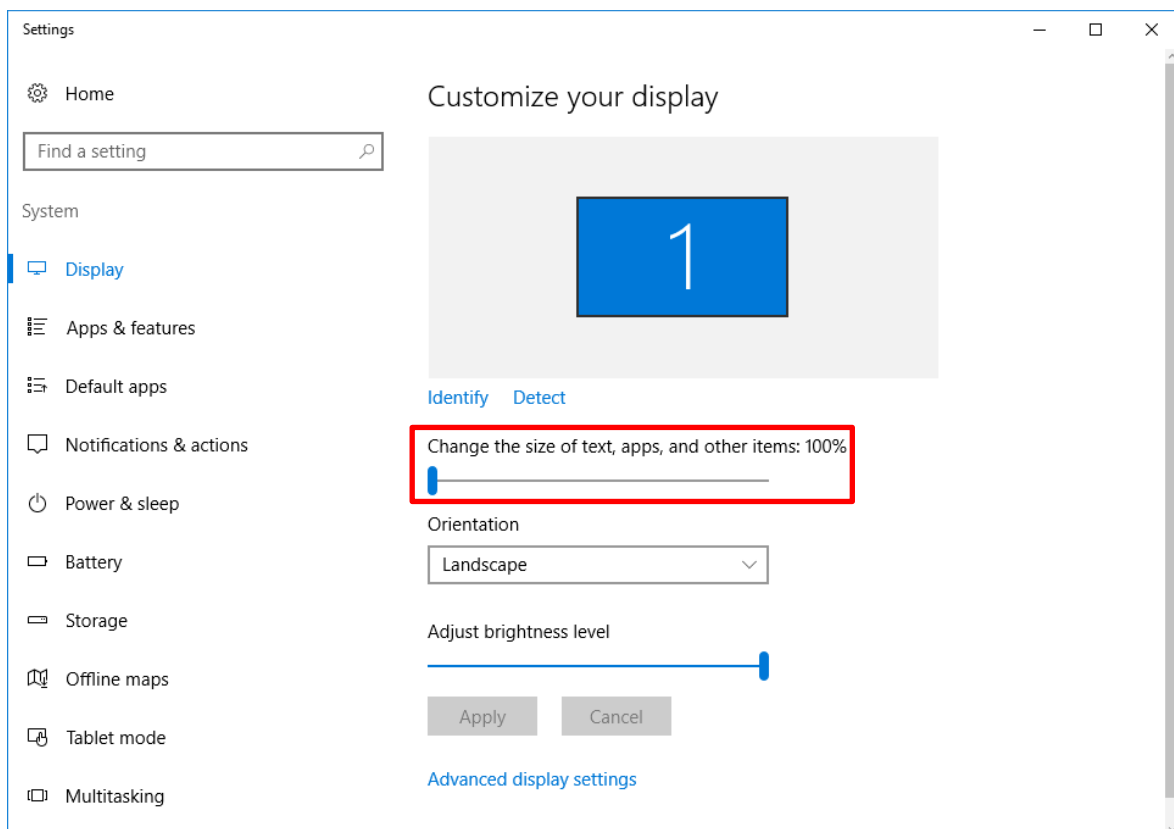 Settings
Home
Find a setting
System
Display
Apps & features
Default apps
Notifications & actions
Power & sleep
Battery
Storage
Offline maps
Tablet mode
Multitasking
Customize your display
1
Identify Detect
Change the size of text, apps, and other items: 100%
Orientation
Landscape
Adjust brightness level
Apply Cancel
Advanced display settings